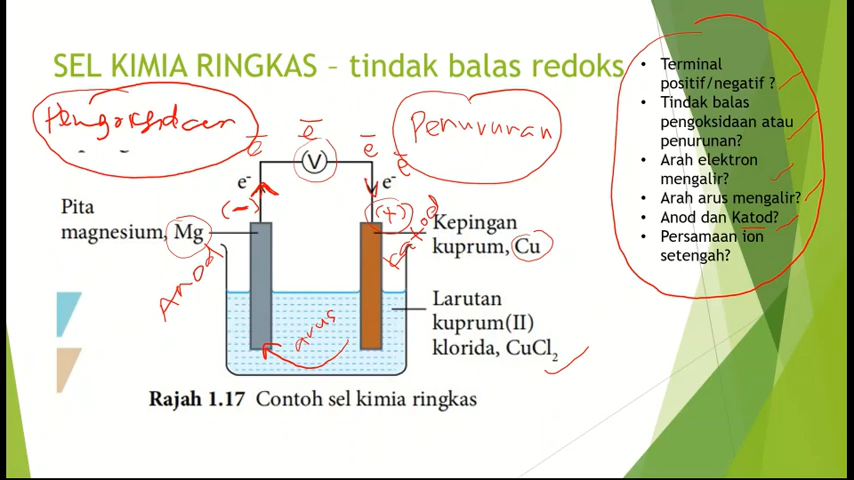 SEL KIMIA RINGKAS – tindak balas redoks
Pengoksidaan
Penurunan
e̅
e̅
e̅
e̅
V
e-
e-
(-)
(+)
Pita
magnesium, Mg
Anod
Katod
Kepingan
kuprum, Cu
Larutan
kuprum(II)
klorida, CuCl₂
arus
Rajah 1.17 Contoh sel kimia ringkas
• Terminal
positif/negatif ?
• Tindak balas
pengoksidaan atau
penurunan?
• Arah elektron
mengalir?
• Arah arus mengalir?
• Anod dan Katod?
• Persamaan ion
setengah?